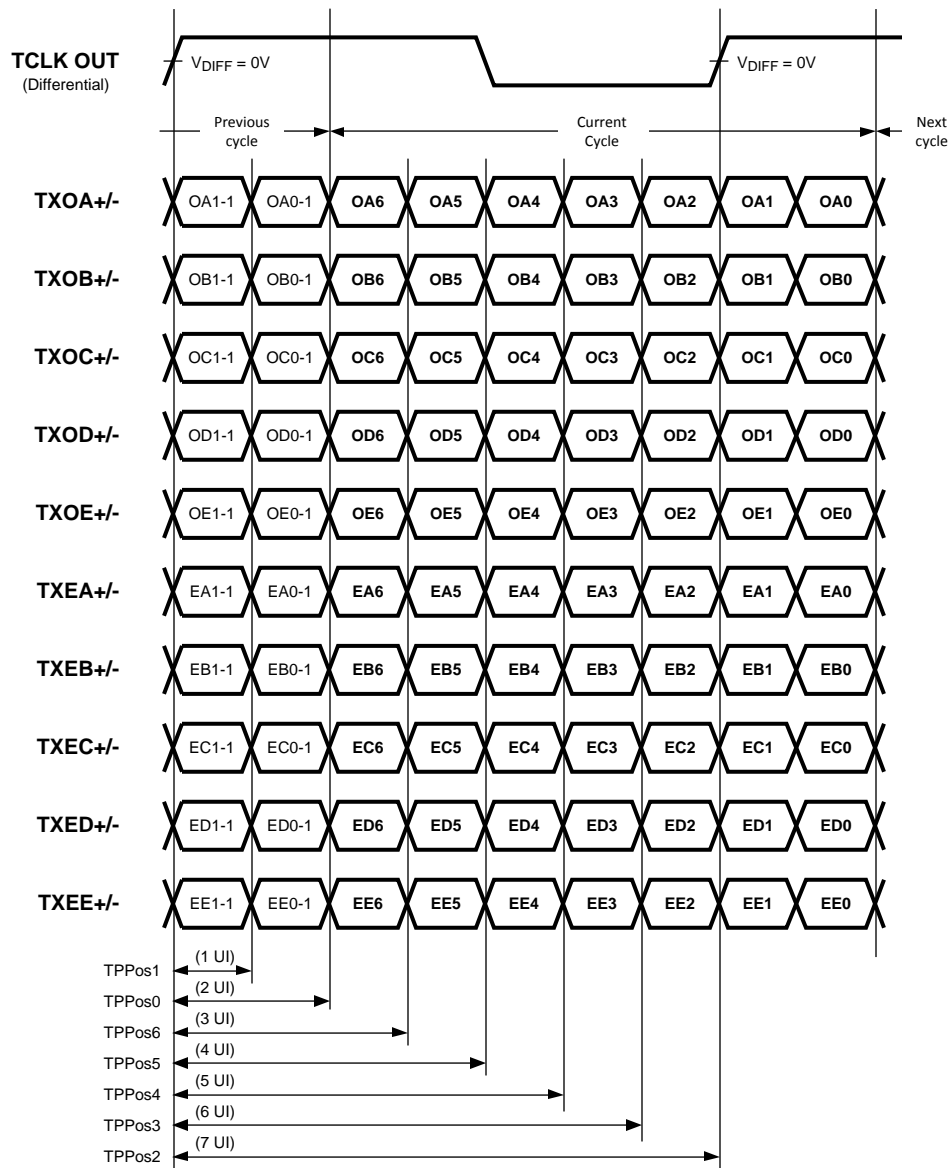 TCLK OUT
(Differential)
VDIFF = 0V
VDIFF = 0V
Previous
cycle
Current
Cycle
Next
cycle
TXOA+/- OA1-1 OA0-1 OA6 OA5 OA4 OA3 OA2 OA1 OA0
TXOB+/- OB1-1 OB0-1 OB6 OB5 OB4 OB3 OB2 OB1 OB0
TXOC+/- OC1-1 OC0-1 OC6 OC5 OC4 OC3 OC2 OC1 OC0
TXOD+/- OD1-1 OD0-1 OD6 OD5 OD4 OD3 OD2 OD1 OD0
TXOE+/- OE1-1 OE0-1 OE6 OE5 OE4 OE3 OE2 OE1 OE0
TXEA+/- EA1-1 EA0-1 EA6 EA5 EA4 EA3 EA2 EA1 EA0
TXEB+/- EB1-1 EB0-1 EB6 EB5 EB4 EB3 EB2 EB1 EB0
TXEC+/- EC1-1 EC0-1 EC6 EC5 EC4 EC3 EC2 EC1 EC0
TXED+/- ED1-1 ED0-1 ED6 ED5 ED4 ED3 ED2 ED1 ED0
TXEE+/- EE1-1 EE0-1 EE6 EE5 EE4 EE3 EE2 EE1 EE0
TPPos1 (1 UI)
TPPos0 (2 UI)
TPPos6 (3 UI)
TPPos5 (4 UI)
TPPos4 (5 UI)
TPPos3 (6 UI)
TPPos2 (7 UI)